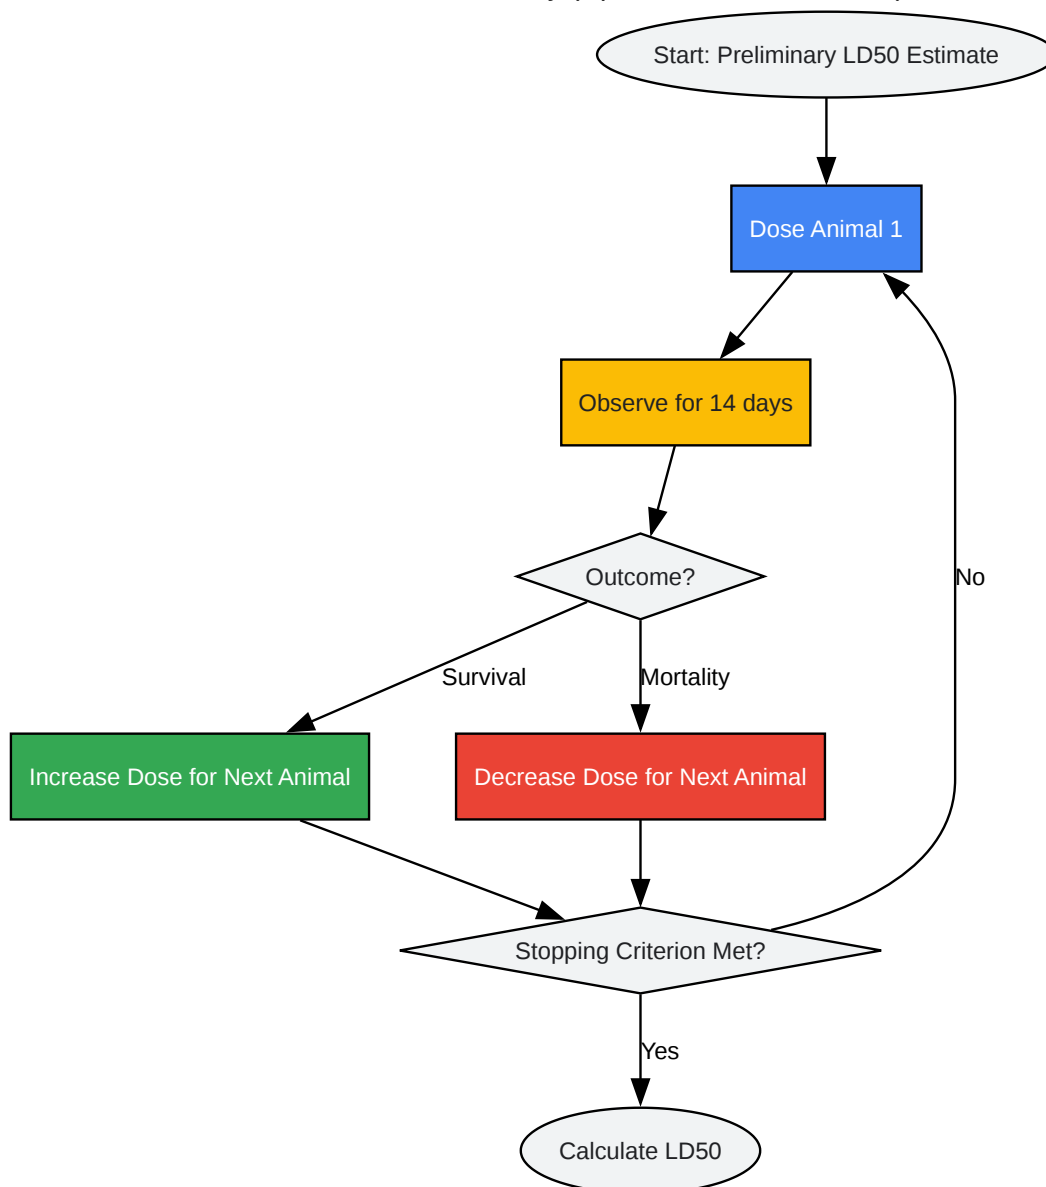 Start: Preliminary LD50 Estimate
Dose Animal 1
Observe for 14 days
Outcome?
No
Survival
Mortality
Increase Dose for Next Animal
Decrease Dose for Next Animal
Stopping Criterion Met?
Yes
Calculate LD50